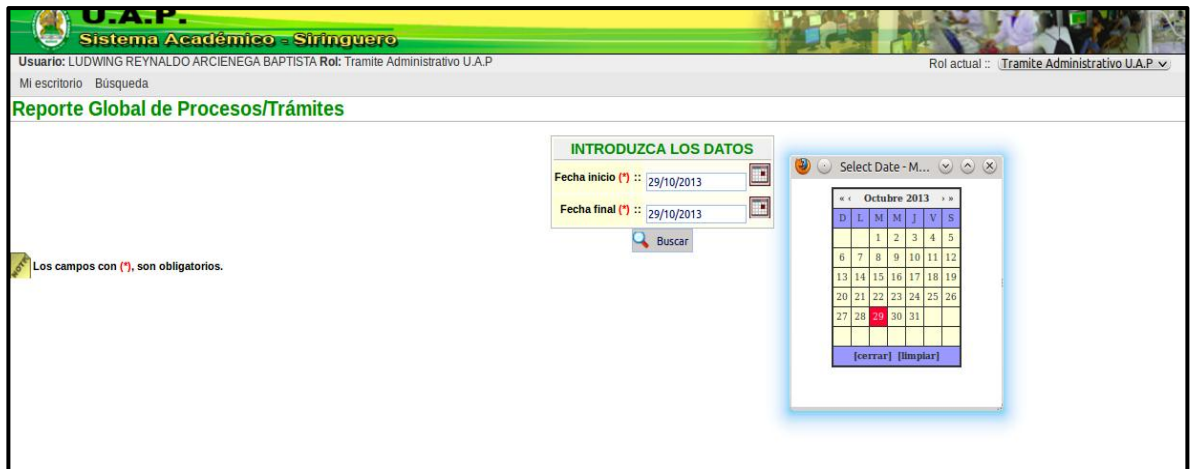 U.A.P.
Sistema Académico - Siringuero
Usuario: LUDWING REYNALDO ARCIENEGA BAPTISTA Rol: Tramite Administrativo U.A.P
Rol actual :: Tramite Administrativo U.A.P
Mi escritorio Búsqueda
Reporte Global de Procesos/Trámites
INTRODUZCA LOS DATOS
Fecha inicio (*) :: 29/10/2013
Fecha final (*) :: 29/10/2013
Buscar
NOTE
Los campos con (*), son obligatorios.
Select Date - M...
« ‹ Octubre 2013 › »
D L M M J V S
1 2 3 4 5
6 7 8 9 10 11 12
13 14 15 16 17 18 19
20 21 22 23 24 25 26
27 28 29 30 31
[cerrar] [limpiar]